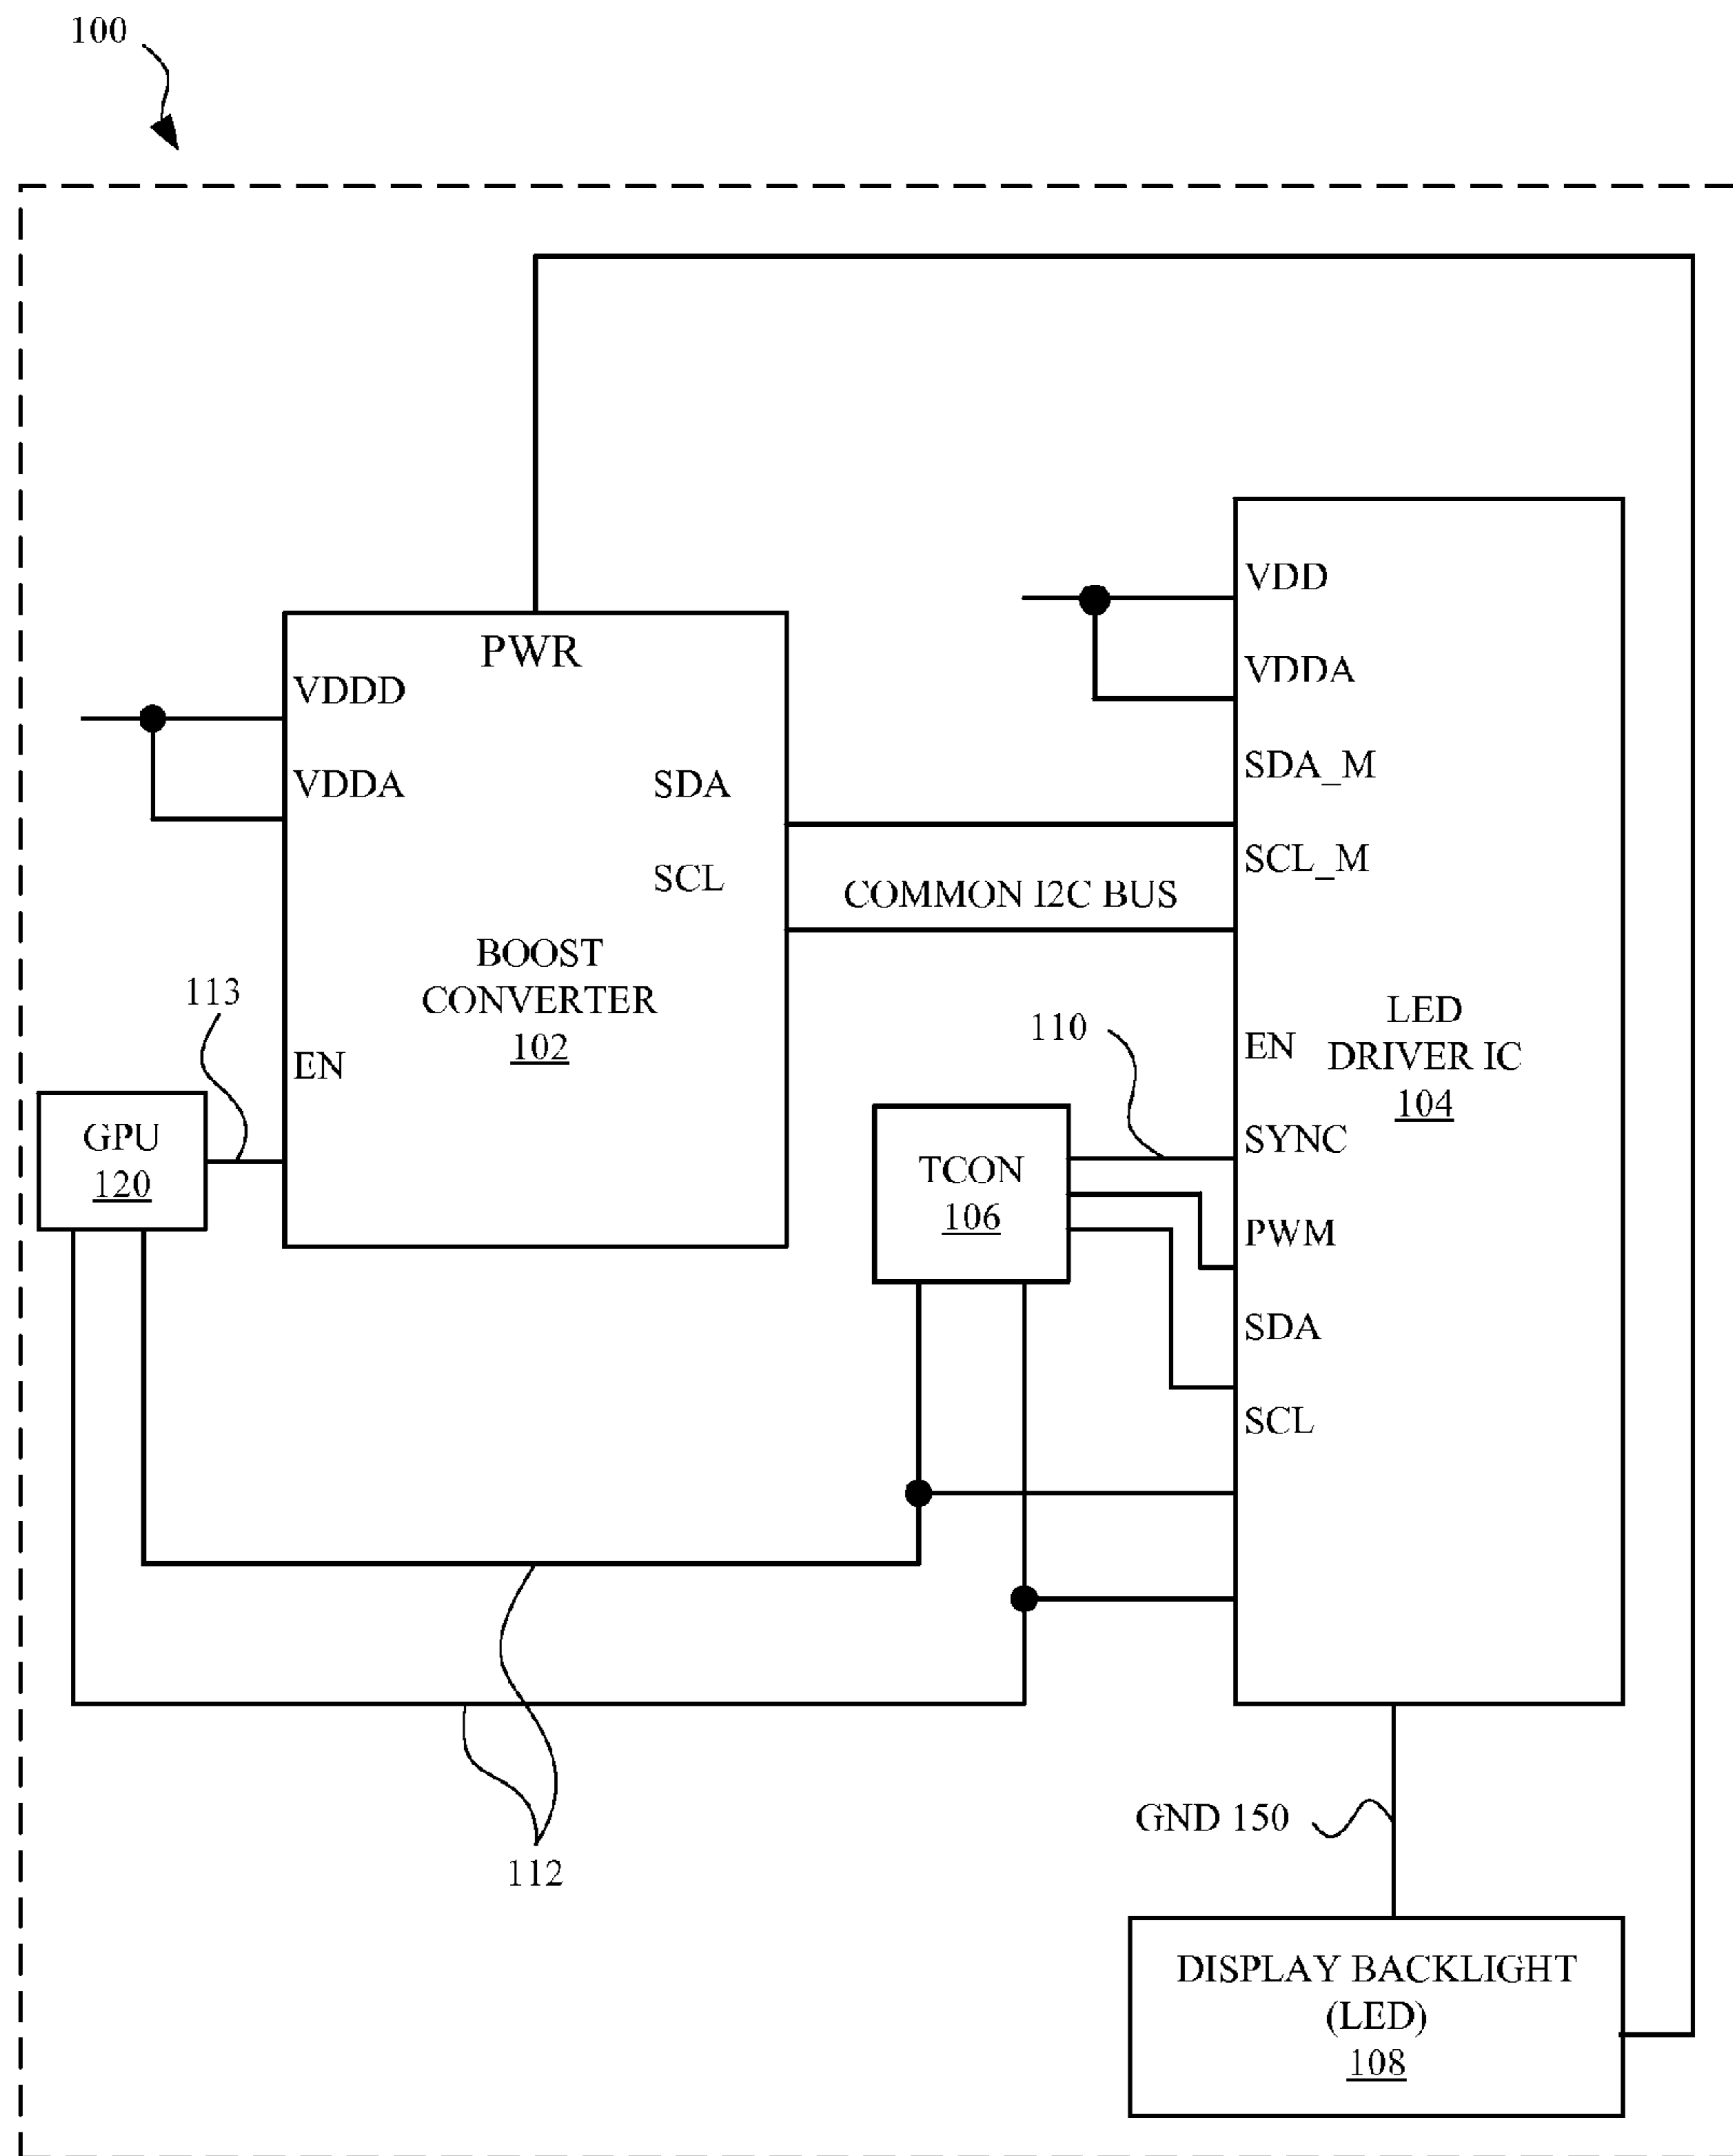 100
PWR
VDDD
VDDA
SDA
SCL
BOOST
CONVERTER
102
EN
113
GPU
120
COMMON I2C BUS
VDD
VDDA
SDA_M
SCL_M
EN
SYNC
PWM
SDA
SCL
LED
DRIVER IC
104
110
TCON
106
112
GND 150
DISPLAY BACKLIGHT
(LED)
108